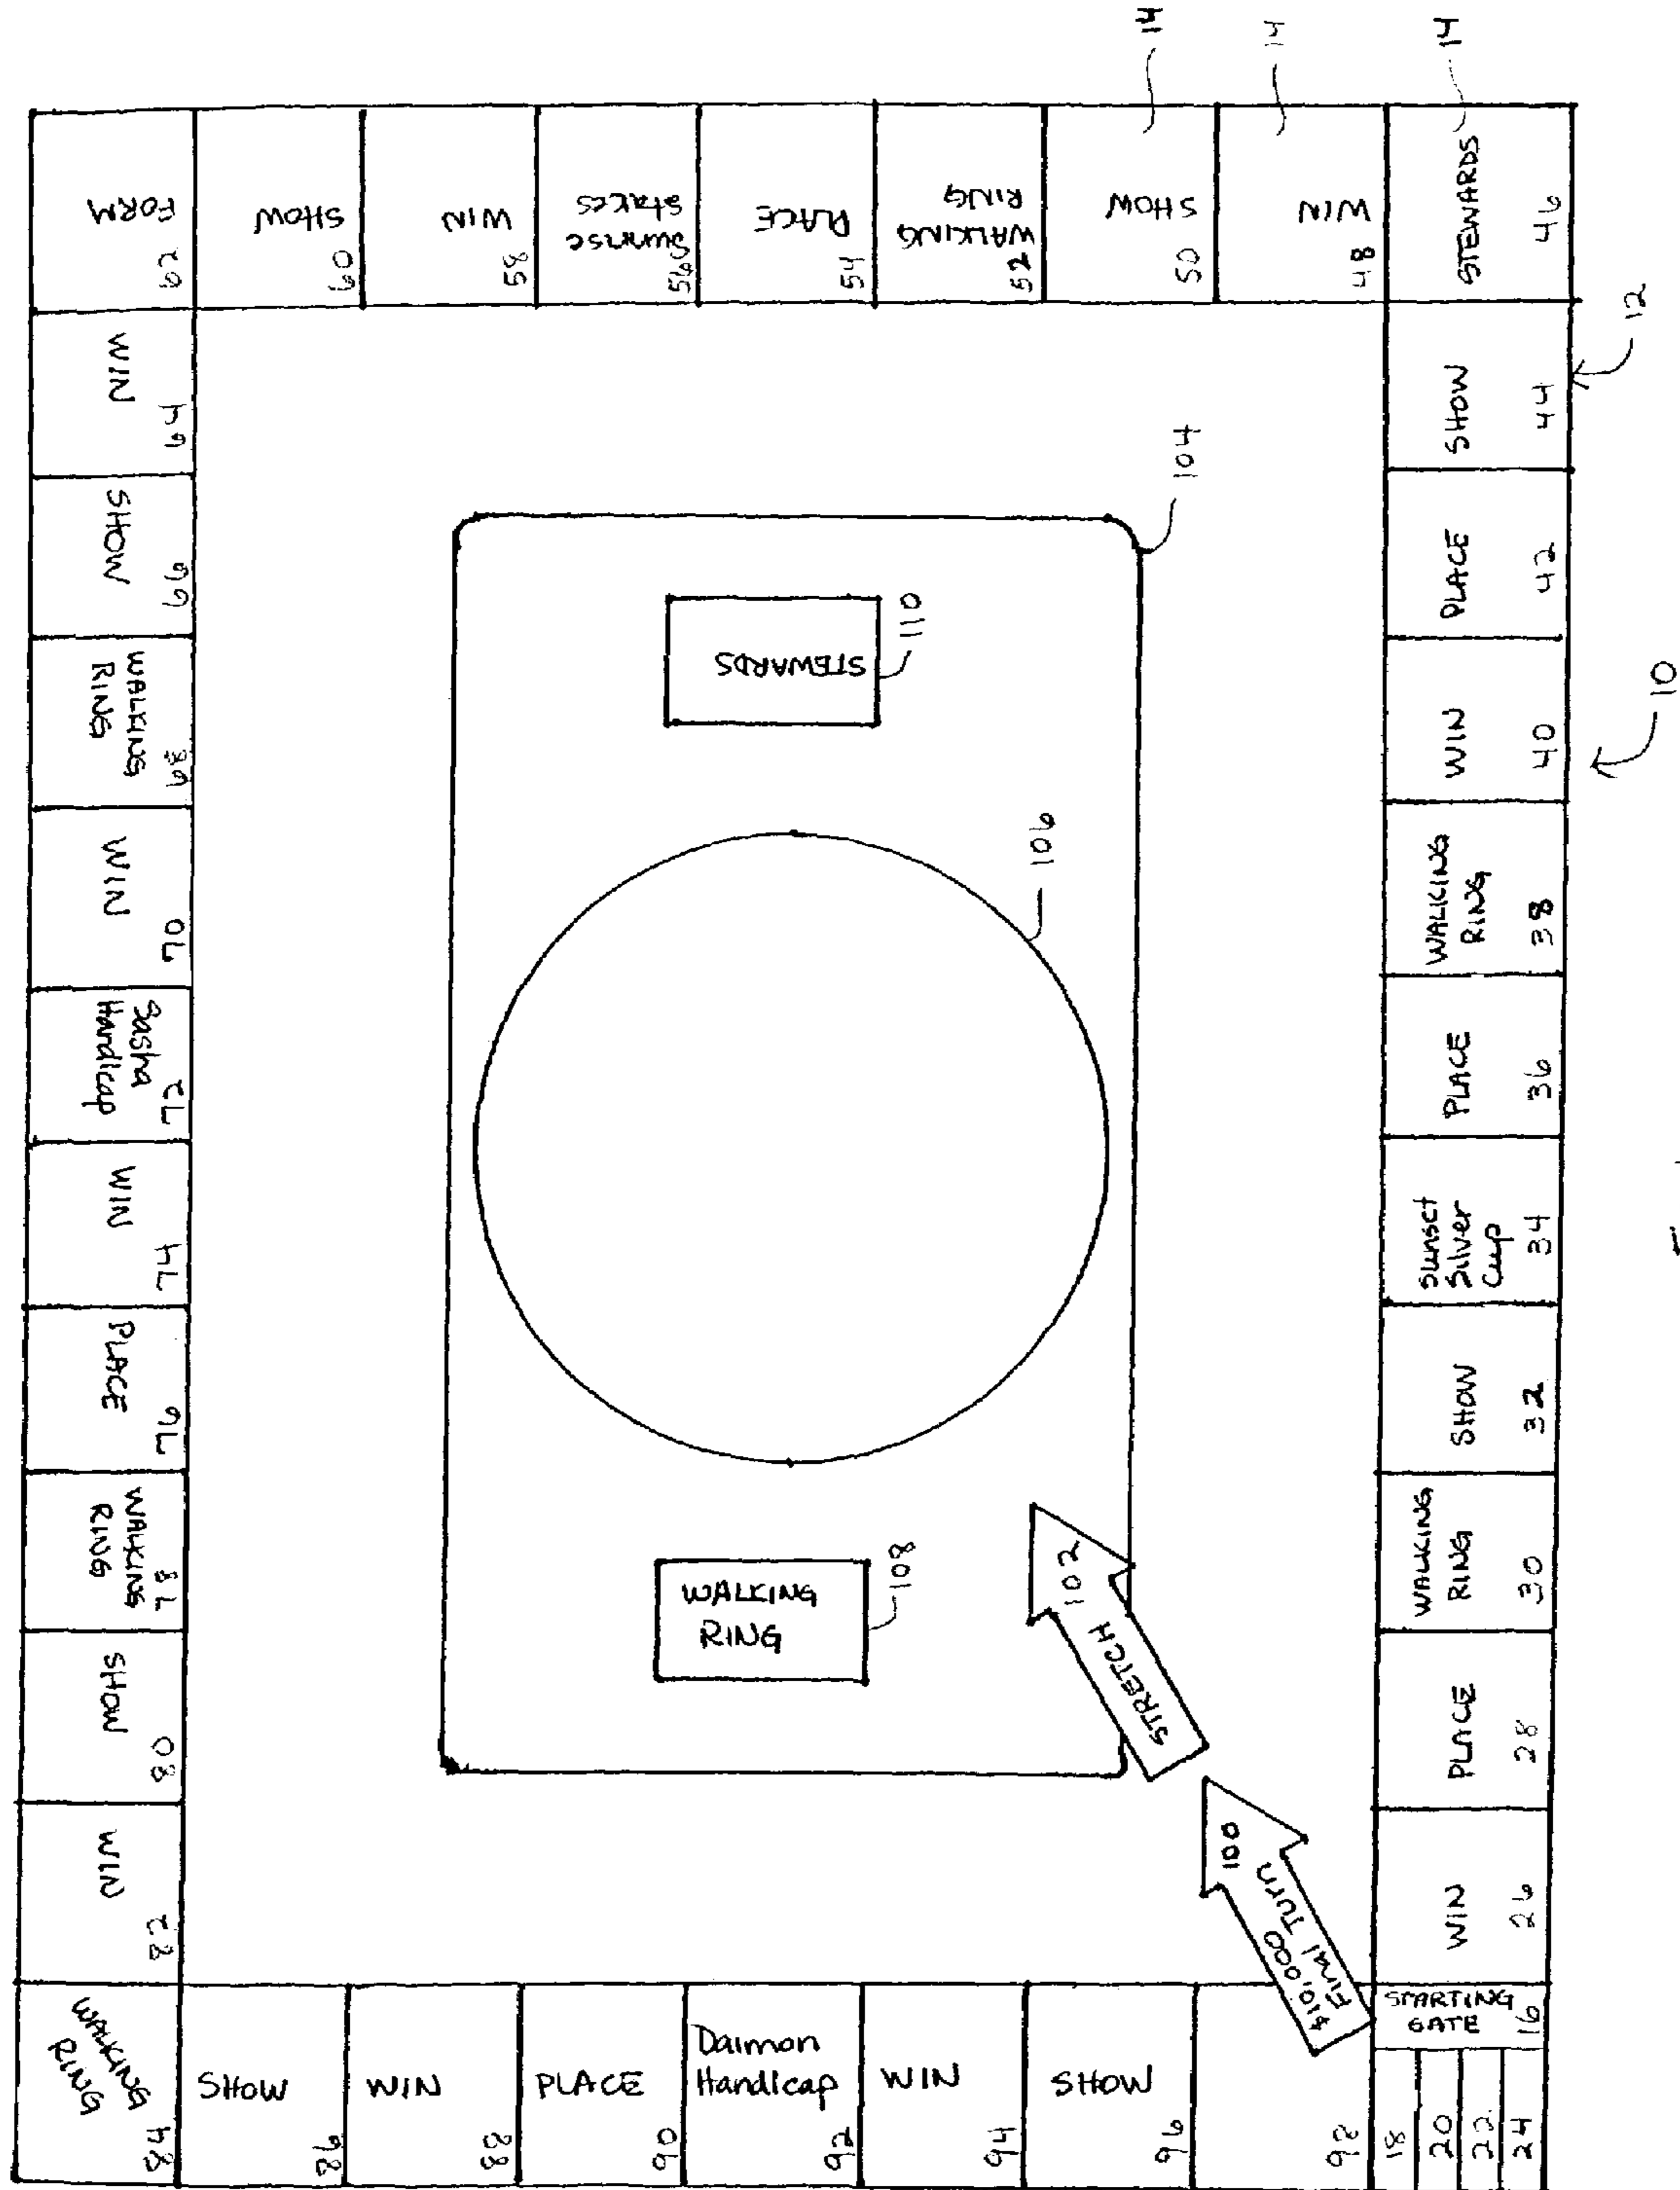 FORM
62
SHOW
60
WIN
58
Sunrise
Stakes
56
PLACE
54
WALKING
RING
52
SHOW
50
WIN
48
STEWARDS
46
14
14
14
WIN
64
SHOW
66
WALKING
RING
68
WIN
70
Sasha
Handicap
72
WIN
74
PLACE
76
WALKING
RING
78
SHOW
80
WIN
82
WALKING
RING
84
SHOW
86
WIN
88
PLACE
90
Daimon
Handicap
92
WIN
94
SHOW
96
98
STARTING
GATE
16
18
20
22
24
WIN
26
PLACE
28
WALKING
RING
30
SHOW
32
Sunset
Silver
Cup
34
PLACE
36
WALKING
RING
38
WIN
40
PLACE
42
SHOW
44
12
10
STEWARDS
110
104
106
WALKING
RING
108
STRETCH 102
100
$10,000
Final Turn